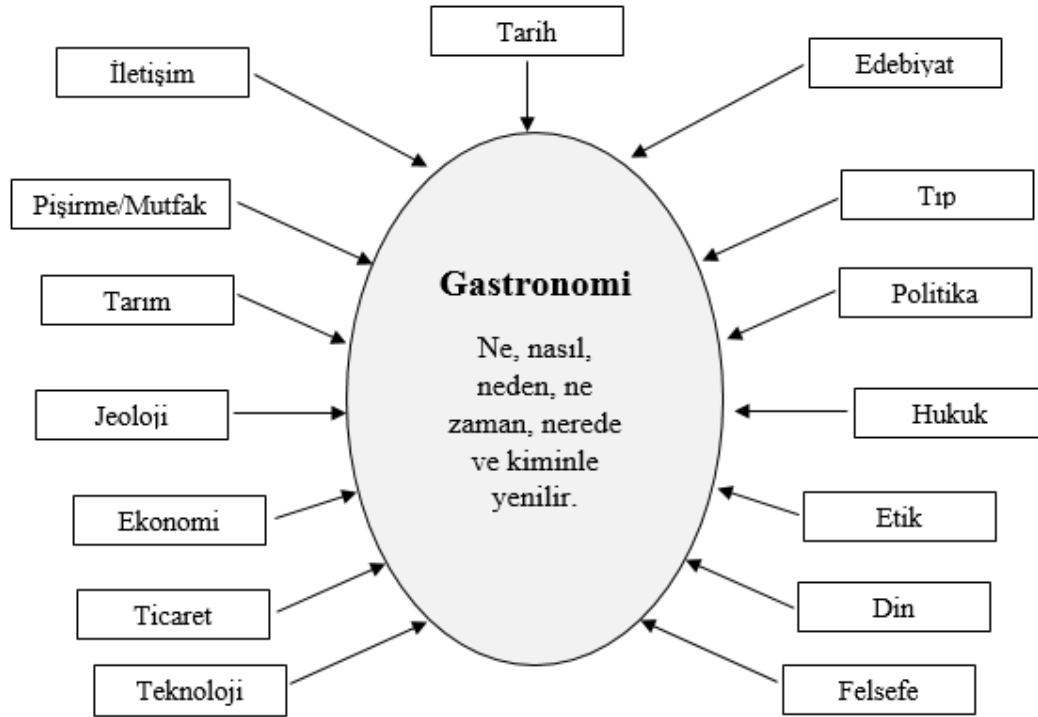 Tarih
İletişim
Edebiyat
Pişirme/Mutfak
Tıp
Gastronomi
Tarım
Politika
Ne, nasıl,
neden, ne
zaman, nerede
ve kiminle
yenilir.
Jeoloji
Hukuk
Ekonomi
Etik
Ticaret
Din
Teknoloji
Felsefe